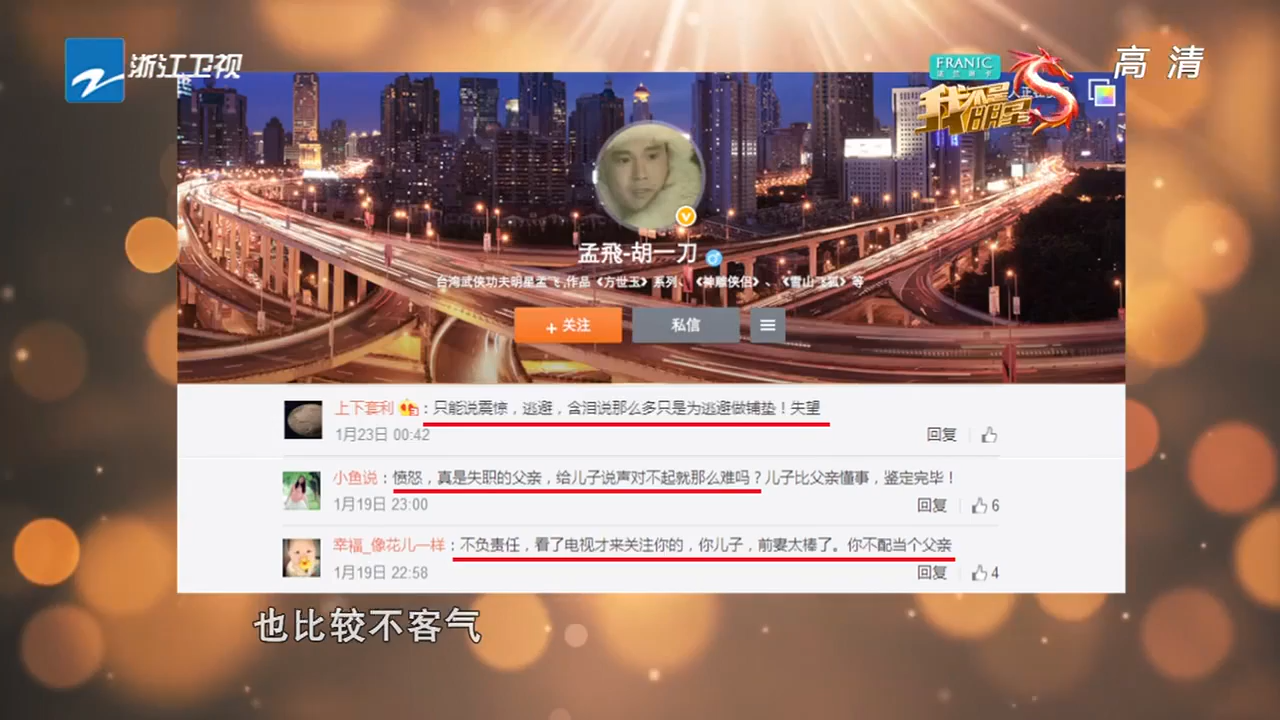 浙江卫视
FRANIC
法兰琳卡
我不是明星S
高清
孟飛-胡一刀
台湾武侠功夫明星孟飞,作品《方世玉》系列、《神雕侠侣》、《雪山飞狐》等
+ 关注
私信
上下套利：只能说震惊，逃避，含泪说那么多只是为逃避做铺垫！失望
1月23日 00:42
回复
小鱼说：愤怒，真是失职的父亲，给儿子说声对不起就那么难吗？儿子比父亲懂事，鉴定完毕！
1月19日 23:00
回复 6
幸福_像花儿一样：不负责任，看了电视才来关注你的，你儿子，前妻太棒了。你不配当个父亲
1月19日 22:58
回复 4
也比较不客气